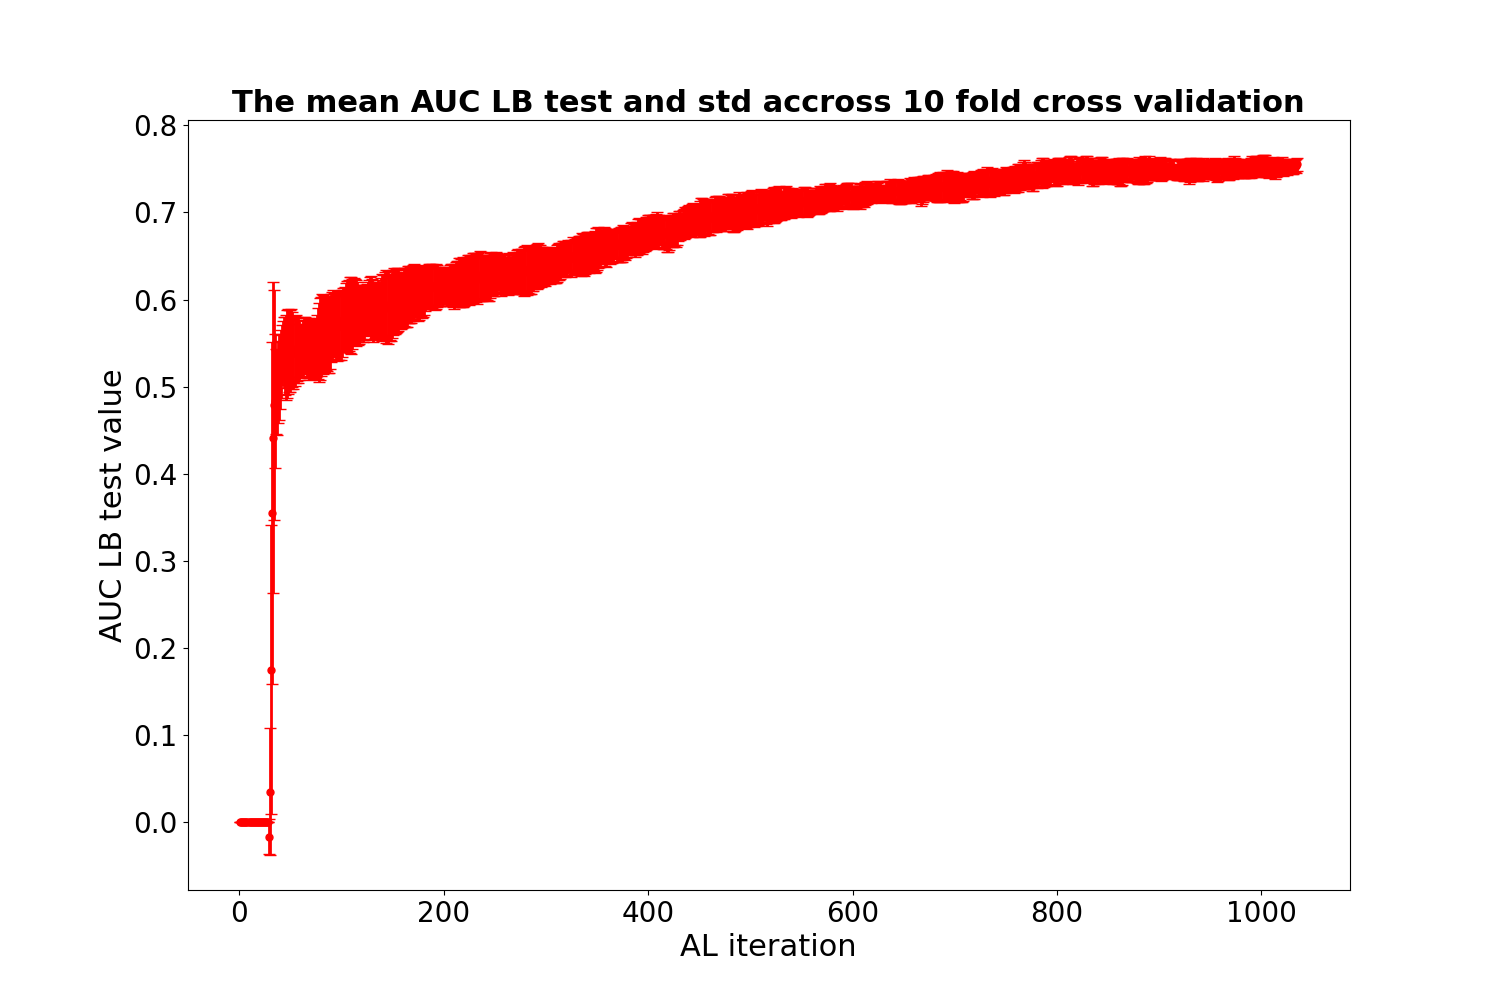 The mean AUC LB test and std accross 10 fold cross validation
0.8
0.7
0.6
0.5
0.4
0.3
0.2
0.1
0.0
AUC LB test value
0 200 400 600 800 1000
AL iteration